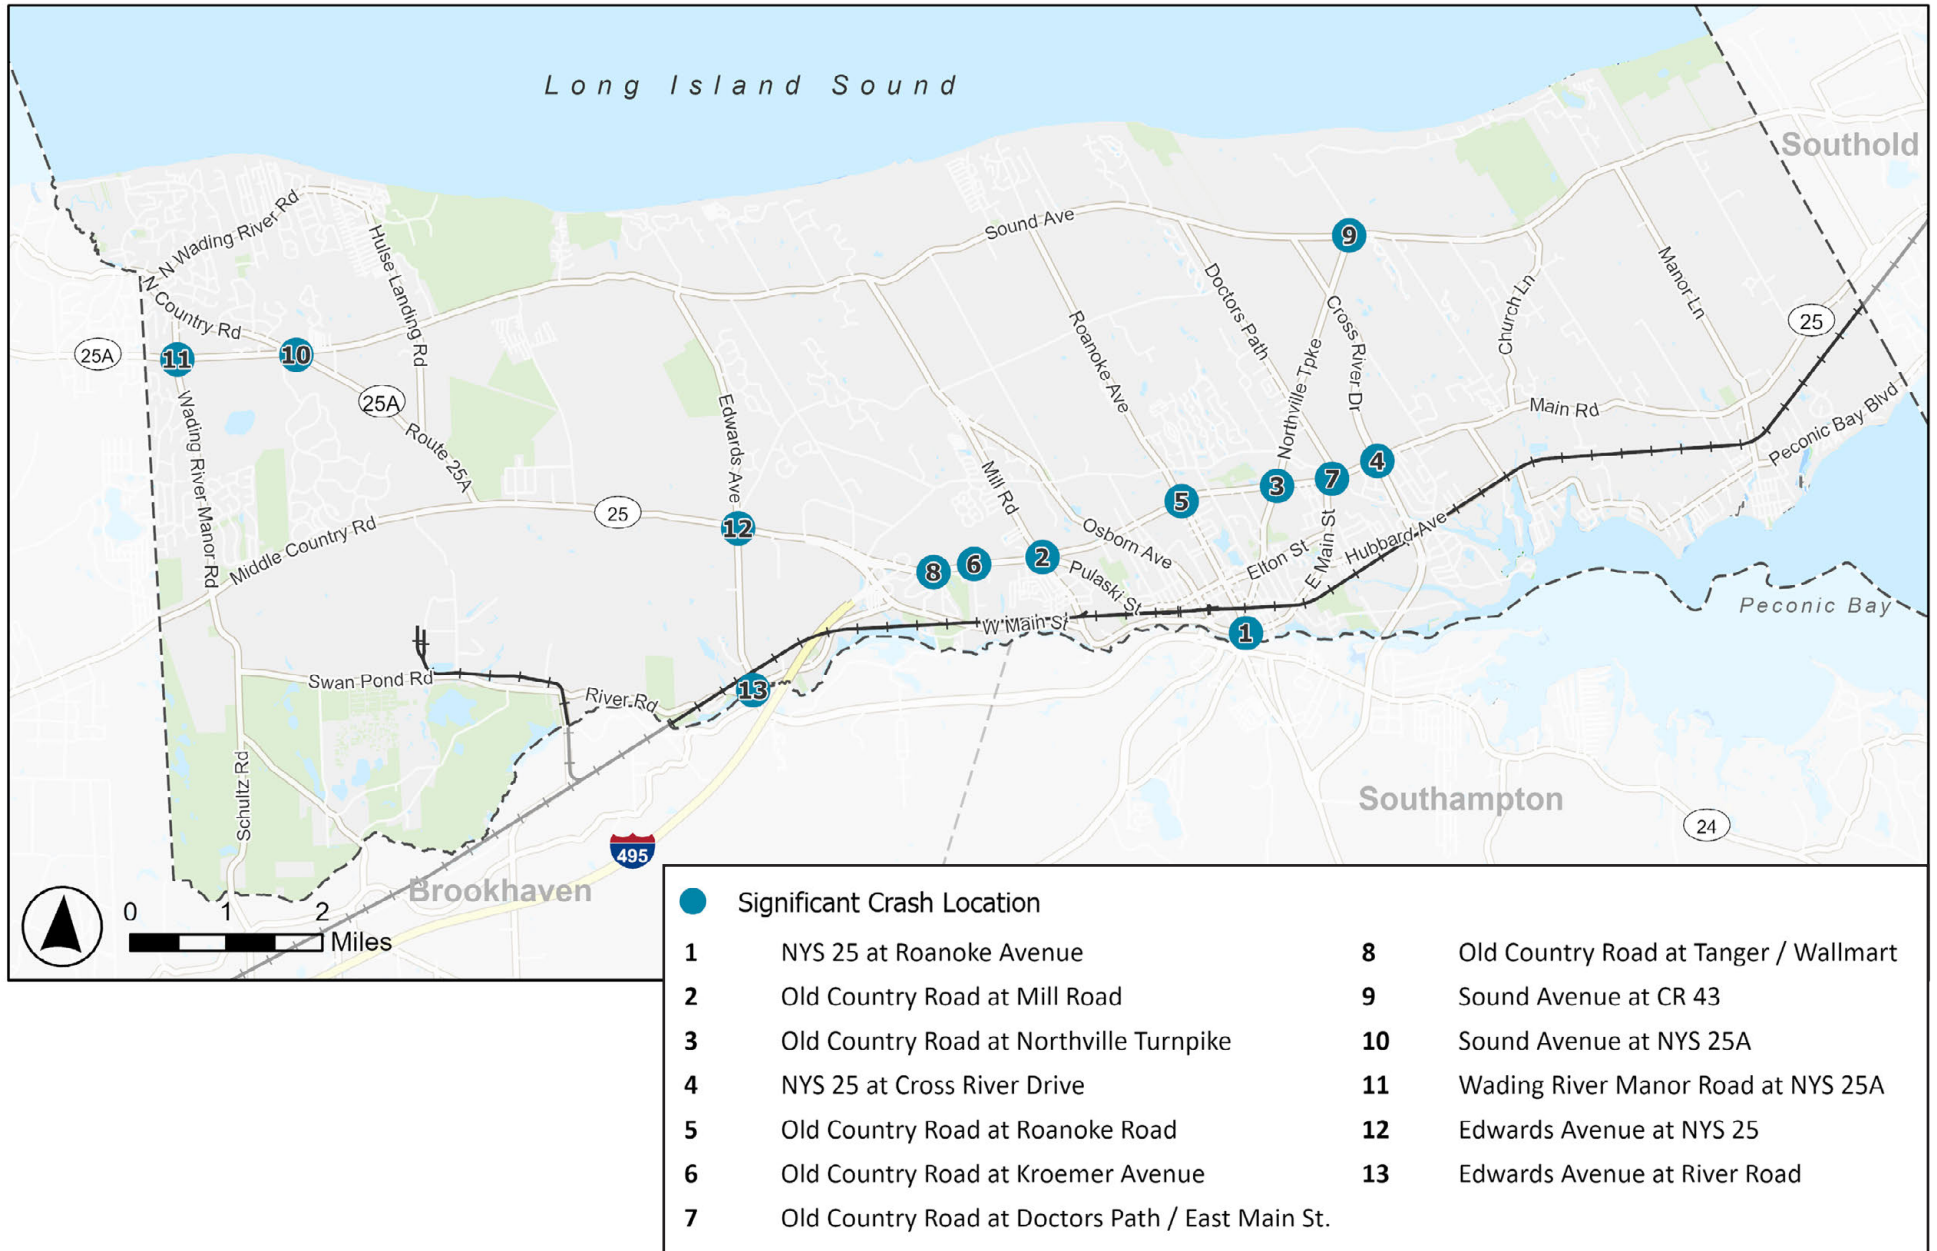 Long Island Sound
Southold
N Wading River Rd
Hulse Landing Rd
N Country Rd
Sound Ave
Doctors Path
Cross River Dr
Church Ln
Manor Ln
25
25A
11
10
9
25A
Route 25A
Wading River Manor Rd
Edwards Ave
Roanoke Ave
Northville Tpke
Main Rd
Peconic Bay Blvd
Mill Rd
5
3
7
4
25
12
Middle Country Rd
8
6
2
Osborn Ave
Pulaski St
Elton St
E Main St
Hubbard Ave
W Main St
1
Peconic Bay
Swan Pond Rd
River Rd
13
Schultz Rd
Southampton
24
495
Brookhaven
0 1 2
Miles
Significant Crash Location
1 NYS 25 at Roanoke Avenue
2 Old Country Road at Mill Road
3 Old Country Road at Northville Turnpike
4 NYS 25 at Cross River Drive
5 Old Country Road at Roanoke Road
6 Old Country Road at Kroemer Avenue
7 Old Country Road at Doctors Path / East Main St.
8 Old Country Road at Tanger / Wallmart
9 Sound Avenue at CR 43
10 Sound Avenue at NYS 25A
11 Wading River Manor Road at NYS 25A
12 Edwards Avenue at NYS 25
13 Edwards Avenue at River Road